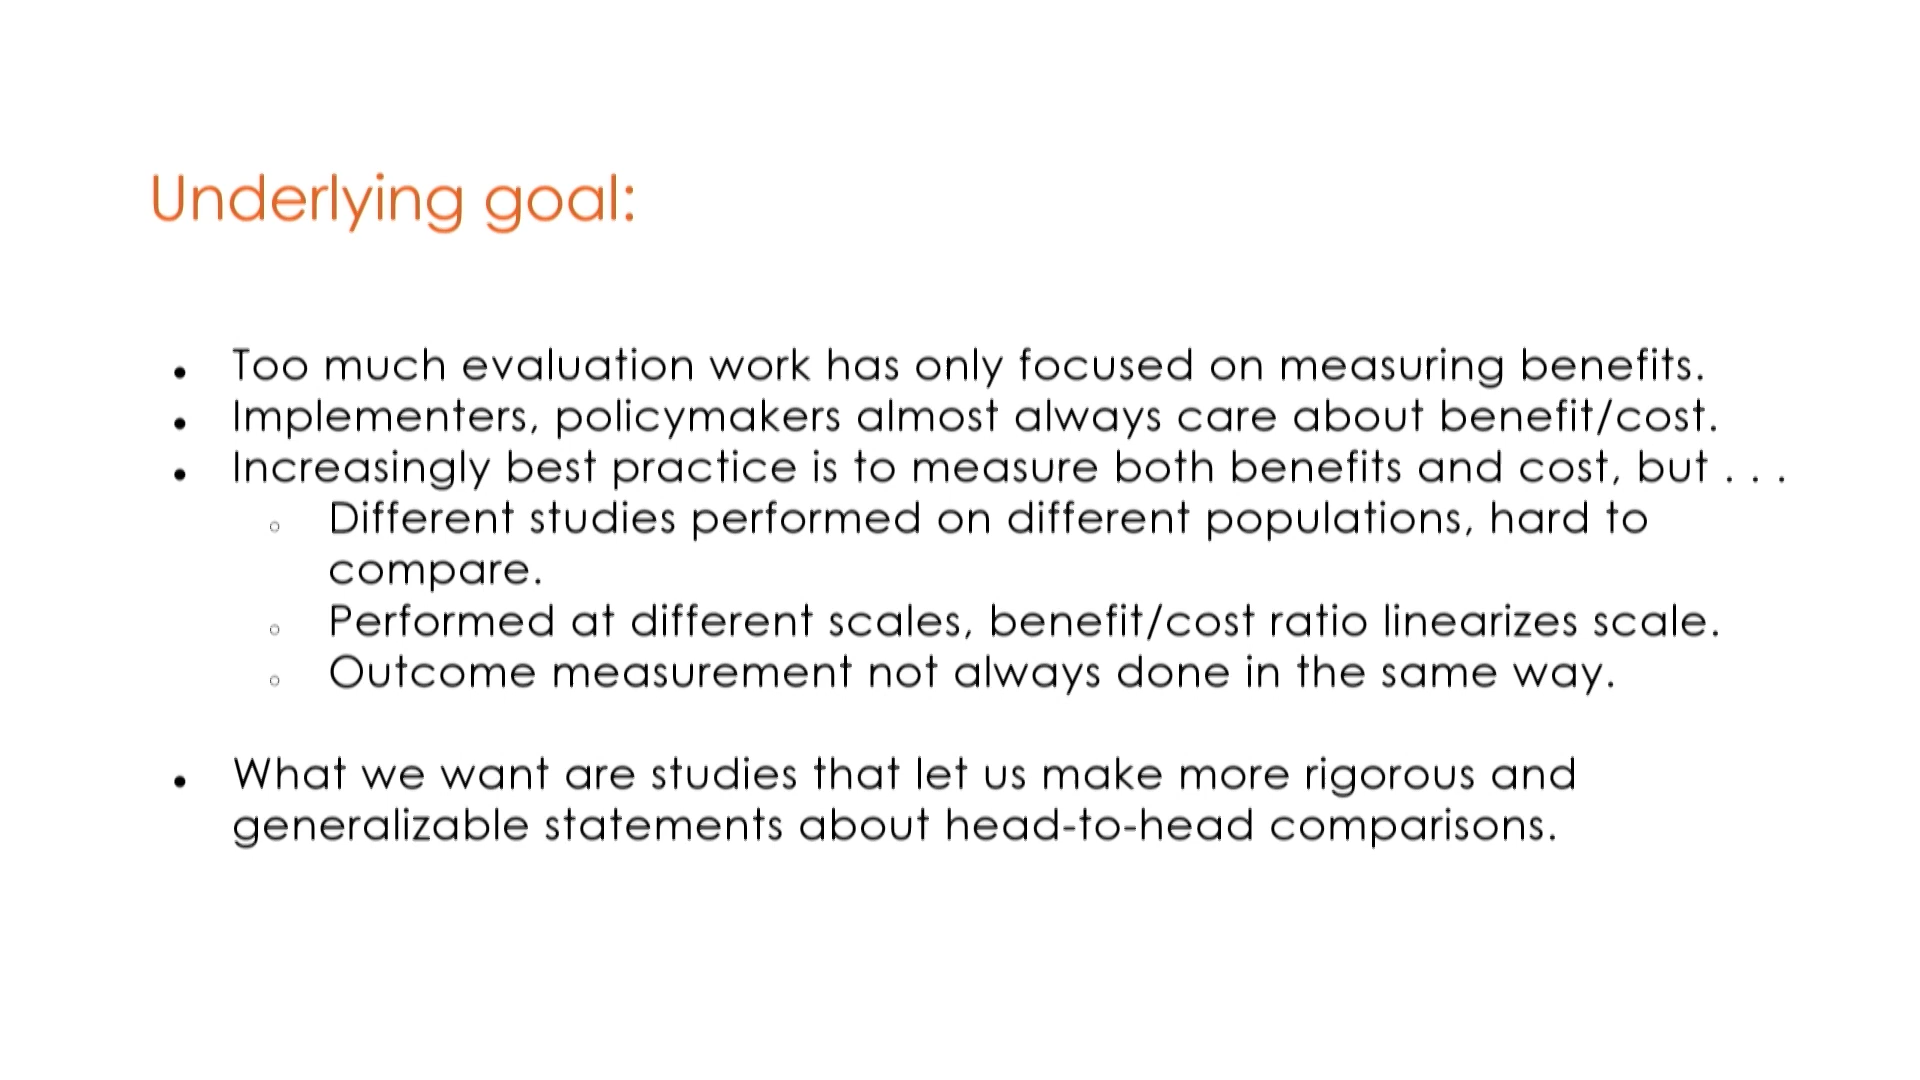 Underlying goal:
• Too much evaluation work has only focused on measuring benefits.
• Implementers, policymakers almost always care about benefit/cost.
• Increasingly best practice is to measure both benefits and cost, but . . .
○ Different studies performed on different populations, hard to
compare.
○ Performed at different scales, benefit/cost ratio linearizes scale.
○ Outcome measurement not always done in the same way.
• What we want are studies that let us make more rigorous and
generalizable statements about head-to-head comparisons.